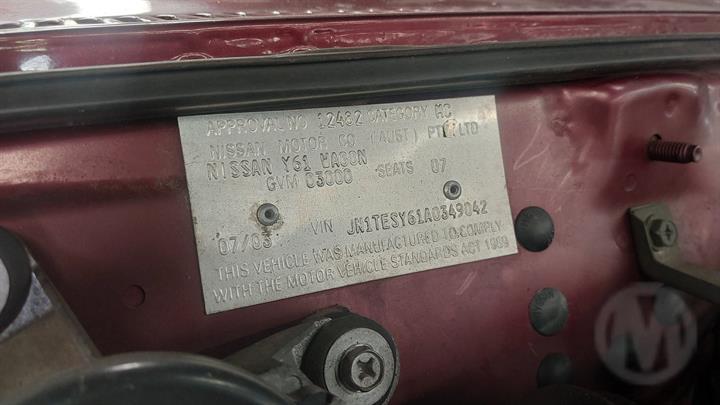 APPROVAL NO 12482 CATEGORY MC
NISSAN MOTOR CO (AUST) PTY LTD
NISSAN Y61 WAGON
GVM 03000 SEATS 07
07/03 VIN JN1TESY61A0349042
THIS VEHICLE WAS MANUFACTURED TO COMPLY
WITH THE MOTOR VEHICLE STANDARDS ACT 1989
M